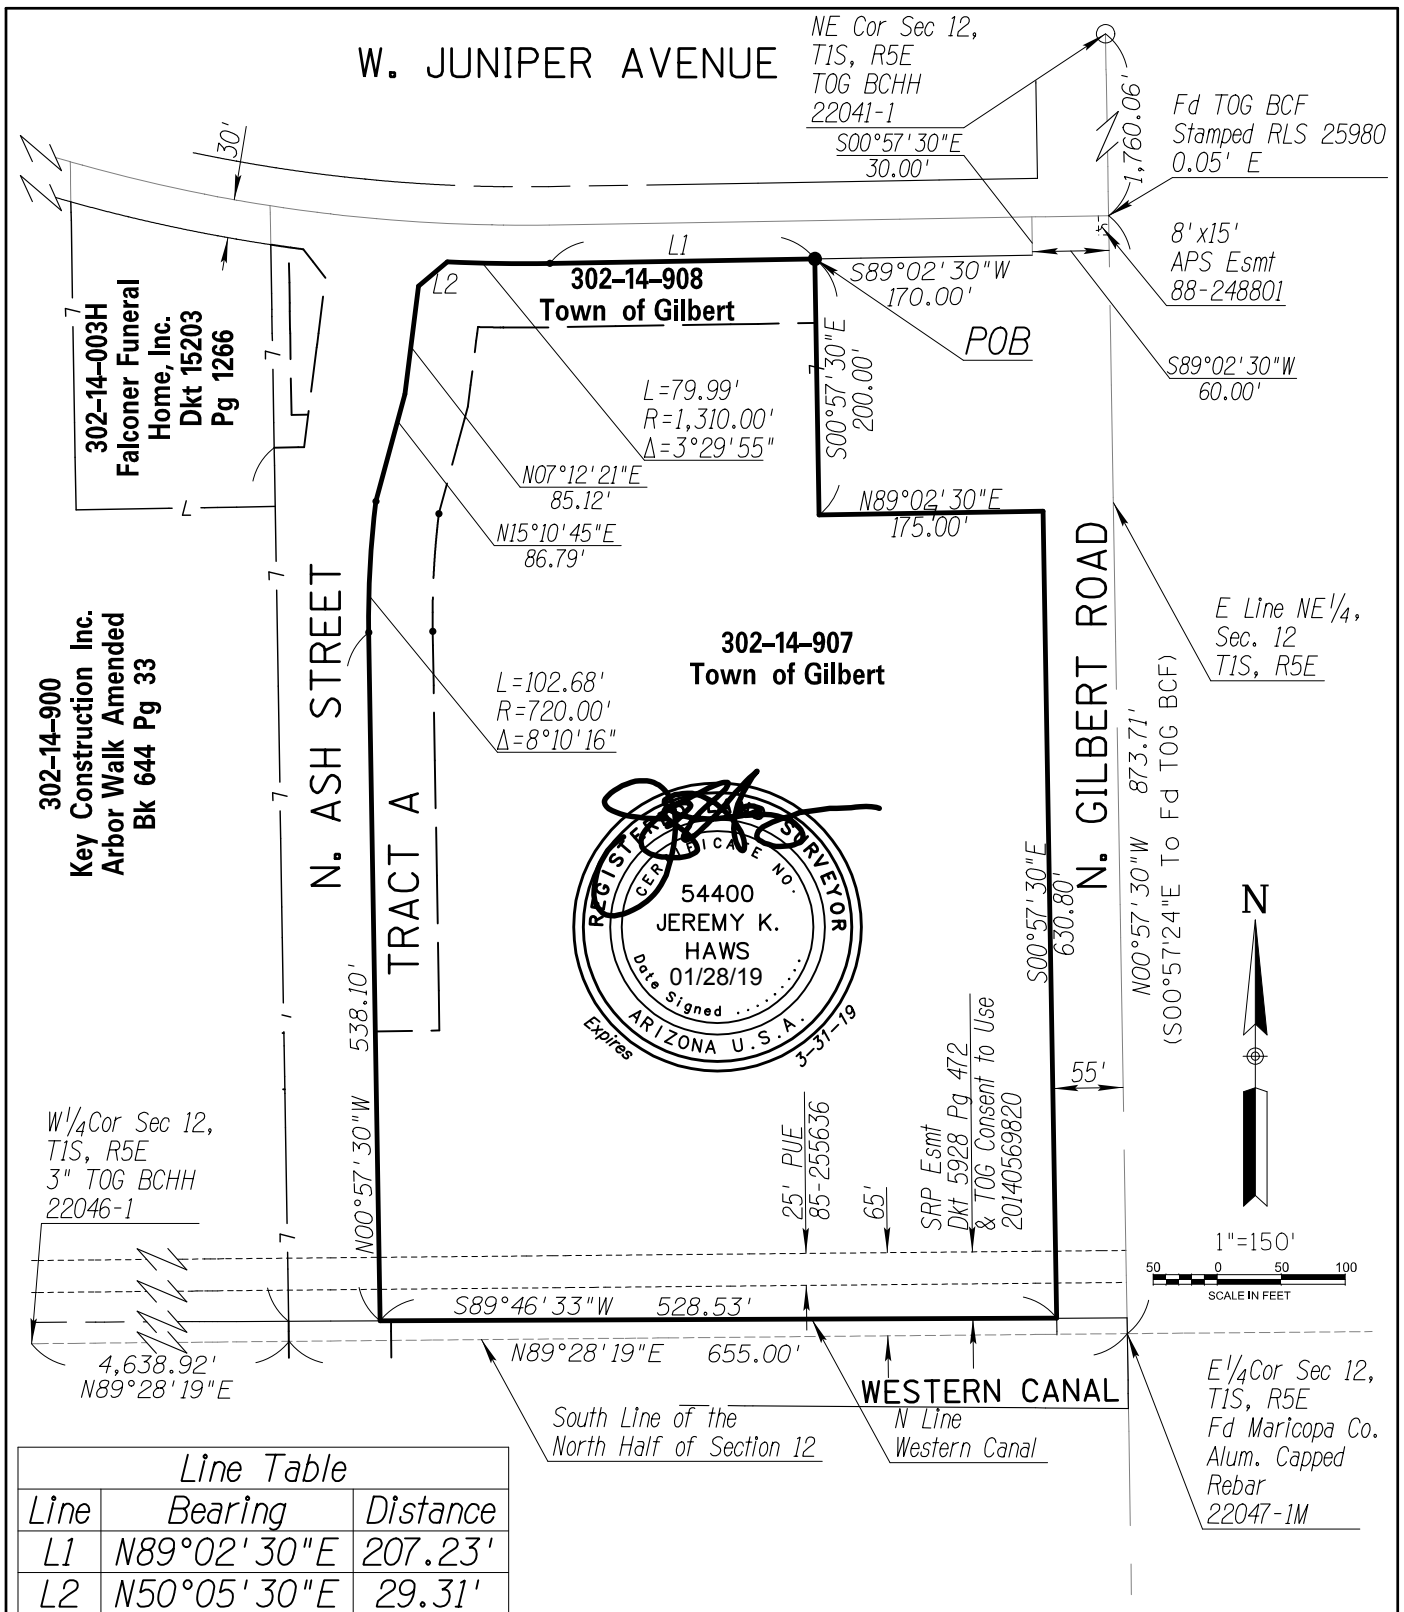 W. JUNIPER AVENUE
NE Cor Sec 12,
T1S, R5E
TOG BCHH
22041-1
S00°57'30"E
30.00'
1,760.06'
Fd TOG BCF
Stamped RLS 25980
0.05' E
30'
15'
8'x15'
APS Esmt
88-248801
L1
L2
302-14-908
Town of Gilbert
S89°02'30"W
170.00'
POB
S89°02'30"W
60.00'
7
302-14-003H
Falconer Funeral
Home, Inc.
Dkt 15203
Pg 1266
7
L
7
S00°57'30"E
200.00'
L=79.99'
R=1,310.00'
Δ=3°29'55"
N07°12'21"E
85.12'
N15°10'45"E
86.79'
N89°02'30"E
175.00'
7
7
302-14-900
Key Construction Inc.
Arbor Walk Amended
Bk 644 Pg 33
N. ASH STREET
302-14-907
Town of Gilbert
N. GILBERT ROAD
E Line NE1/4,
Sec. 12
T1S, R5E
L=102.68'
R=720.00'
Δ=8°10'16"
7
TRACT A
REGISTERED LAND SURVEYOR
CERTIFICATE NO.
54400
JEREMY K.
HAWS
01/28/19
Date Signed ........
ARIZONA U.S.A.
Expires
3-31-19
S00°57'30"E
630.80'
N00°57'30"W 873.71'
(S00°57'24"E To Fd TOG BCF)
N
55'
N00°57'30"W 538.10'
W1/4Cor Sec 12,
T1S, R5E
3" TOG BCHH
22046-1
25' PUE
85-255636
65'
SRP Esmt
Dkt 5928 Pg 472
& TOG Consent to Use
20140569820
7
1"=150'
50 0 50 100
SCALE IN FEET
S89°46'33"W 528.53'
4,638.92'
N89°28'19"E
N89°28'19"E 655.00'
WESTERN CANAL
South Line of the
North Half of Section 12
N Line
Western Canal
E1/4Cor Sec 12,
T1S, R5E
Fd Maricopa Co.
Alum. Capped
Rebar
22047-1M
Line Table
Line Bearing Distance
L1 N89°02'30"E 207.23'
L2 N50°05'30"E 29.31'